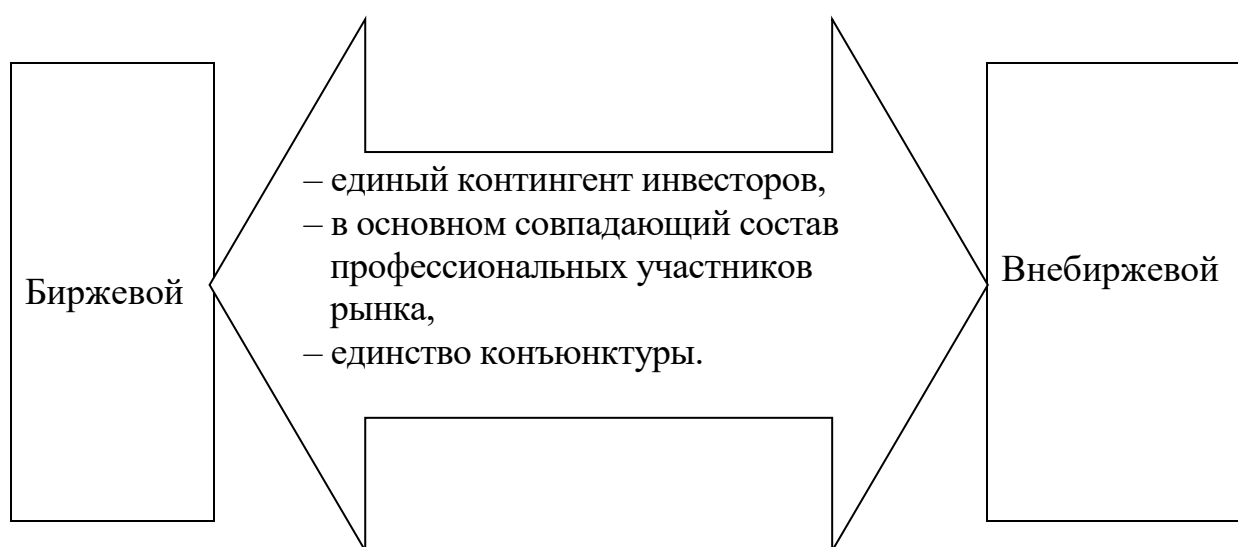 Биржевой
– единый контингент инвесторов,
– в основном совпадающий состав
профессиональных участников
рынка,
– единство конъюнктуры.
Внебиржевой